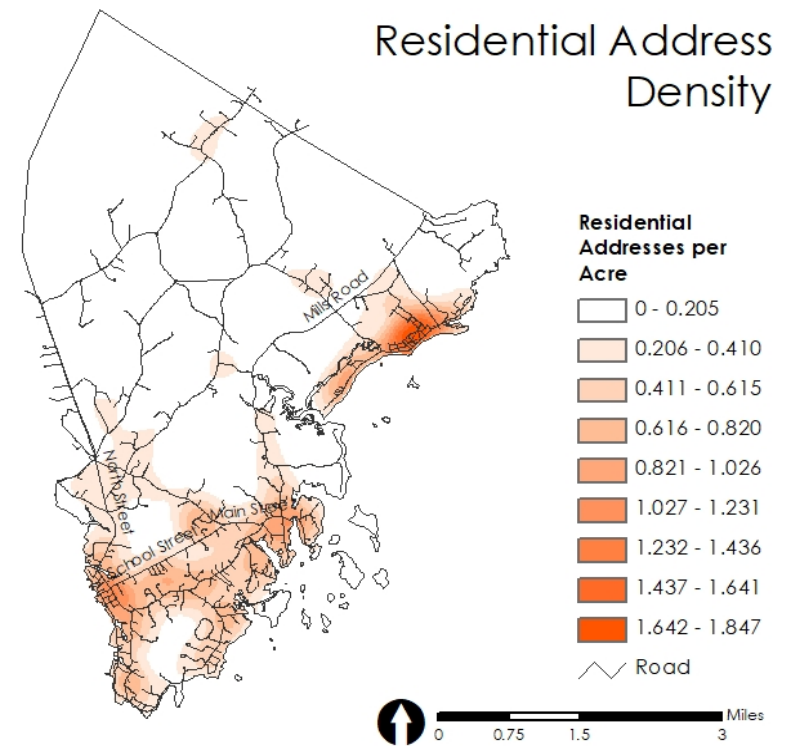 Residential Address
Density
Residential
Addresses per
Acre
0 - 0.205
0.206 - 0.410
0.411 - 0.615
0.616 - 0.820
0.821 - 1.026
1.027 - 1.231
1.232 - 1.436
1.437 - 1.641
1.642 - 1.847
Road
Mills Road
North Street
Main Street
School Street
Miles
0 0.75 1.5 3